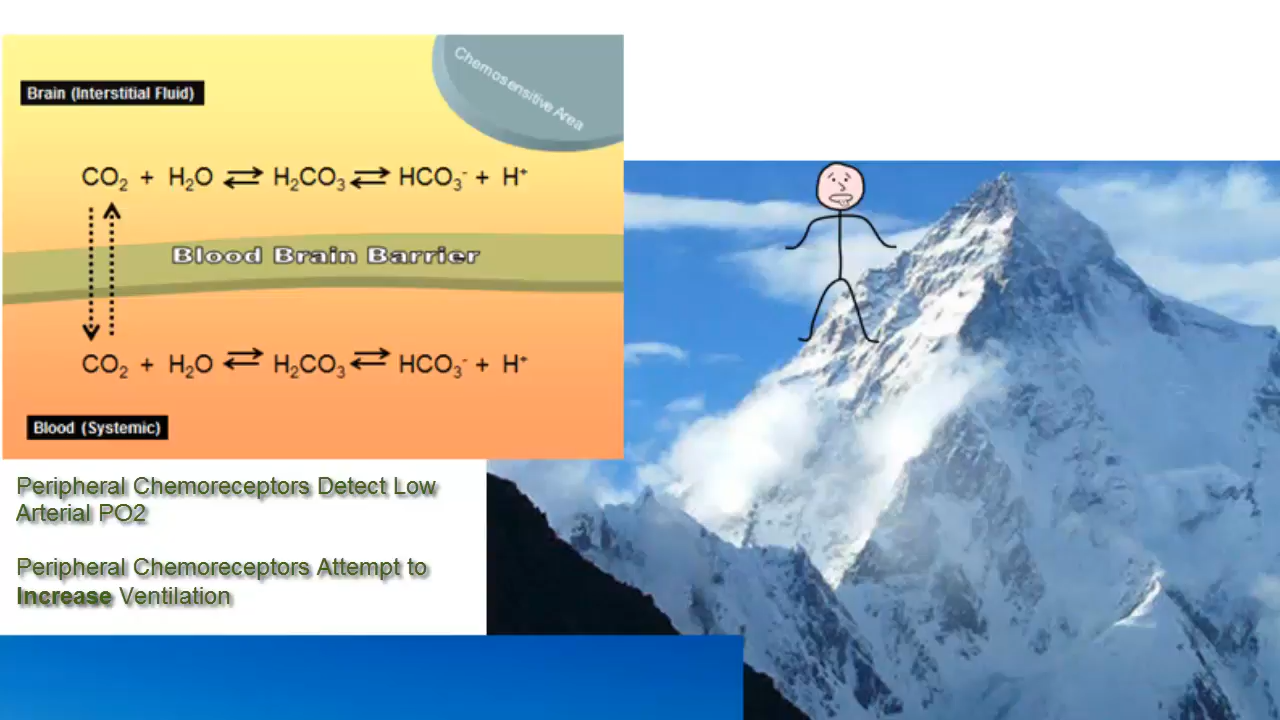 Chemosensitive Area
Brain (Interstitial Fluid)
CO₂ + H₂O ⇄ H₂CO₃ ⇄ HCO₃⁻ + H⁺
Blood Brain Barrier
CO₂ + H₂O ⇄ H₂CO₃ ⇄ HCO₃⁻ + H⁺
Blood (Systemic)
Peripheral Chemoreceptors Detect Low
Arterial PO2
Peripheral Chemoreceptors Attempt to
Increase Ventilation